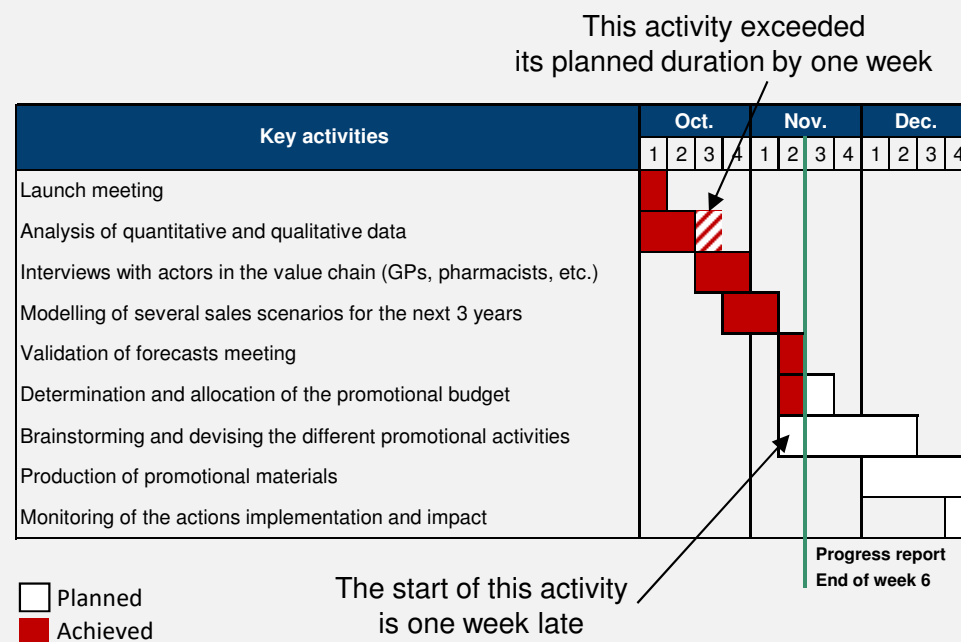 This activity exceeded
its planned duration by one week
Key activities
Oct. Nov. Dec.
1 2 3 4 1 2 3 4 1 2 3 4
Launch meeting
Analysis of quantitative and qualitative data
Interviews with actors in the value chain (GPs, pharmacists, etc.)
Modelling of several sales scenarios for the next 3 years
Validation of forecasts meeting
Determination and allocation of the promotional budget
Brainstorming and devising the different promotional activities
Production of promotional materials
Monitoring of the actions implementation and impact
Progress report
End of week 6
The start of this activity
is one week late
Planned
Achieved